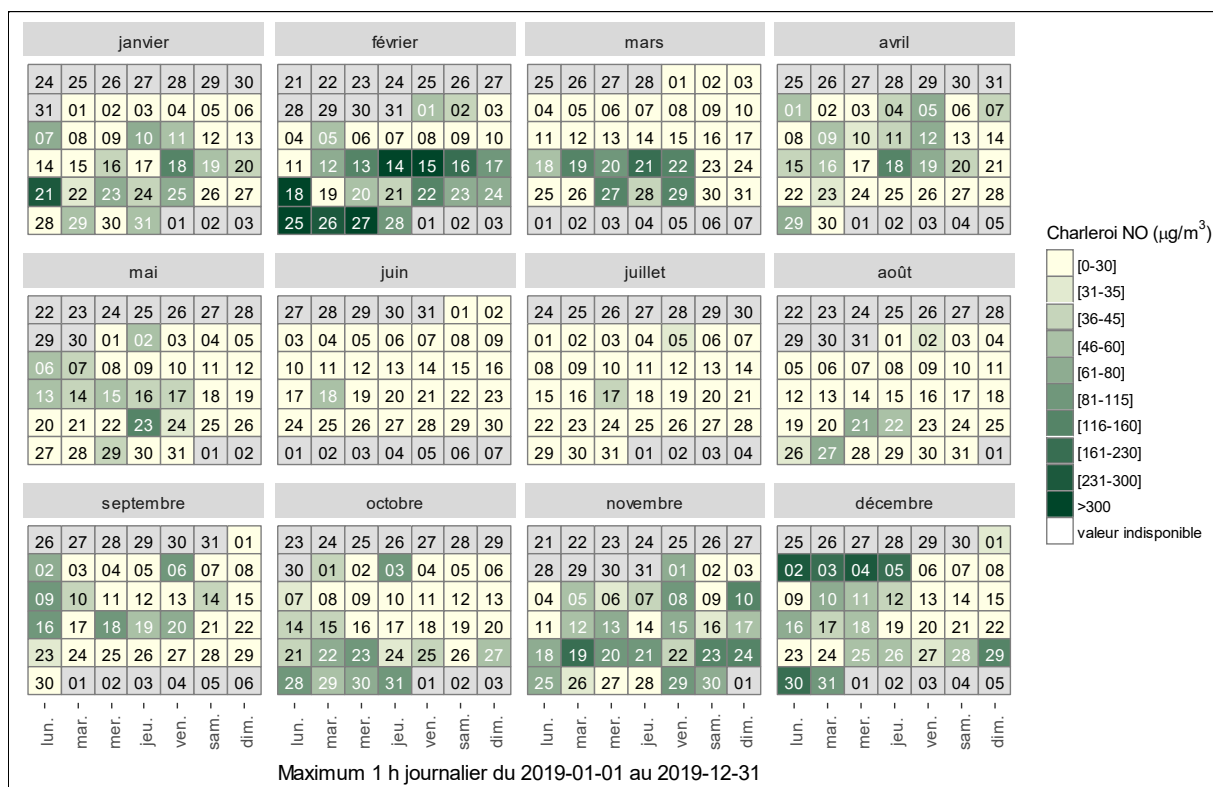 janvier février mars avril
24 25 26 27 28 29 30 21 22 23 24 25 26 27 25 26 27 28 01 02 03 25 26 27 28 29 30 31
31 01 02 03 04 05 06 28 29 30 31 01 02 03 04 05 06 07 08 09 10 01 02 03 04 05 06 07
07 08 09 10 11 12 13 04 05 06 07 08 09 10 11 12 13 14 15 16 17 08 09 10 11 12 13 14
14 15 16 17 18 19 20 11 12 13 14 15 16 17 18 19 20 21 22 23 24 15 16 17 18 19 20 21
21 22 23 24 25 26 27 18 19 20 21 22 23 24 25 26 27 28 29 30 31 22 23 24 25 26 27 28
28 29 30 31 01 02 03 25 26 27 28 01 02 03 01 02 03 04 05 06 07 29 30 01 02 03 04 05
mai juin juillet août
22 23 24 25 26 27 28 27 28 29 30 31 01 02 24 25 26 27 28 29 30 22 23 24 25 26 27 28
29 30 01 02 03 04 05 03 04 05 06 07 08 09 01 02 03 04 05 06 07 29 30 31 01 02 03 04
06 07 08 09 10 11 12 10 11 12 13 14 15 16 08 09 10 11 12 13 14 05 06 07 08 09 10 11
13 14 15 16 17 18 19 17 18 19 20 21 22 23 15 16 17 18 19 20 21 12 13 14 15 16 17 18
20 21 22 23 24 25 26 24 25 26 27 28 29 30 22 23 24 25 26 27 28 19 20 21 22 23 24 25
27 28 29 30 31 01 02 01 02 03 04 05 06 07 29 30 31 01 02 03 04 26 27 28 29 30 31 01
septembre octobre novembre décembre
26 27 28 29 30 31 01 23 24 25 26 27 28 29 21 22 23 24 25 26 27 25 26 27 28 29 30 01
02 03 04 05 06 07 08 30 01 02 03 04 05 06 28 29 30 31 01 02 03 02 03 04 05 06 07 08
09 10 11 12 13 14 15 07 08 09 10 11 12 13 04 05 06 07 08 09 10 09 10 11 12 13 14 15
16 17 18 19 20 21 22 14 15 16 17 18 19 20 11 12 13 14 15 16 17 16 17 18 19 20 21 22
23 24 25 26 27 28 29 21 22 23 24 25 26 27 18 19 20 21 22 23 24 23 24 25 26 27 28 29
30 01 02 03 04 05 06 28 29 30 31 01 02 03 25 26 27 28 29 30 01 30 31 01 02 03 04 05
lun. mar. mer. jeu. ven. sam. dim. lun. mar. mer. jeu. ven. sam. dim. lun. mar. mer. jeu. ven. sam. dim. lun. mar. mer. jeu. ven. sam. dim.
Maximum 1 h journalier du 2019-01-01 au 2019-12-31
Charleroi NO (µg/m³)
[0-30]
[31-35]
[36-45]
[46-60]
[61-80]
[81-115]
[116-160]
[161-230]
[231-300]
>300
valeur indisponible